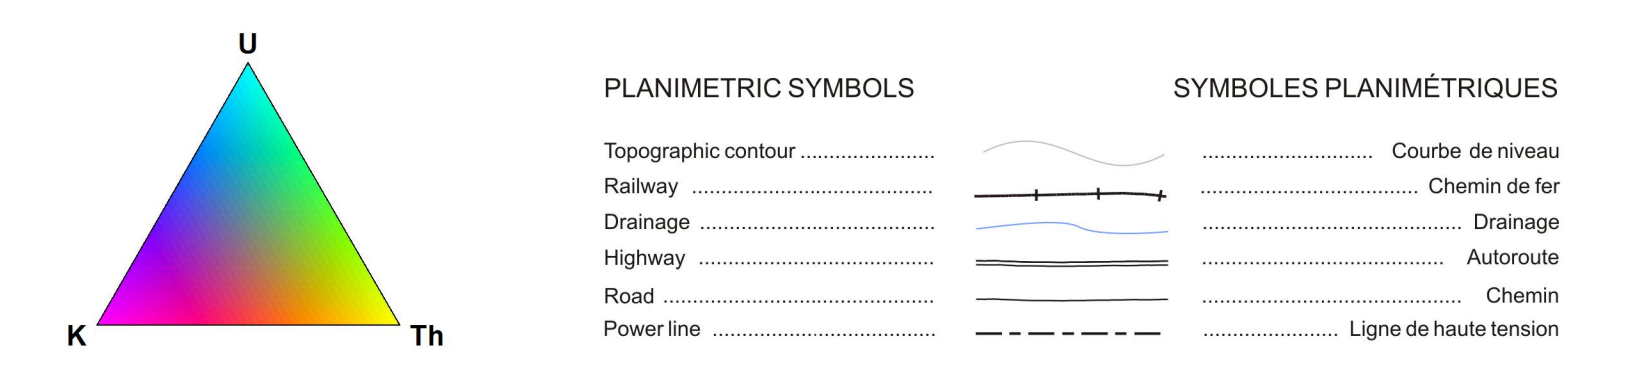 U
K
Th
PLANIMETRIC SYMBOLS SYMBOLES PLANIMÉTRIQUES
Topographic contour ....................... ........................ Courbe de niveau
Railway ................................. .............................. Chemin de fer
Drainage ................................ .................................... Drainage
Highway ................................ ................................. Autoroute
Road ..................................... .................................... Chemin
Power line ............................... ................... Ligne de haute tension